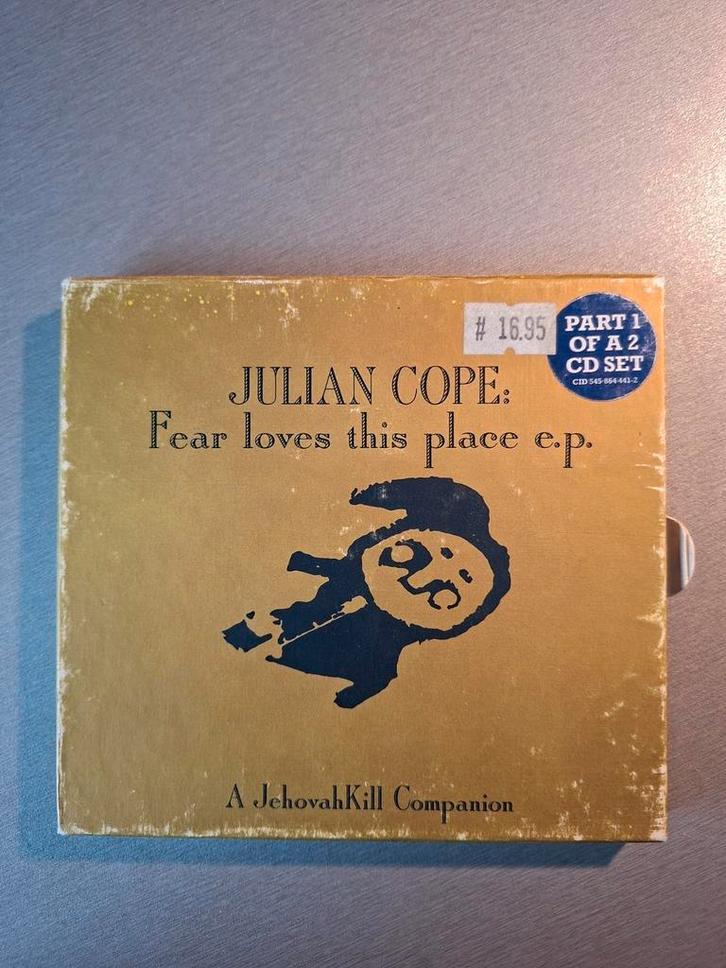 # 16.95
PART 1
OF A 2
CD SET
CID 545·864 441-2
JULIAN COPE:
Fear loves this place e.p.
A JehovahKill Companion